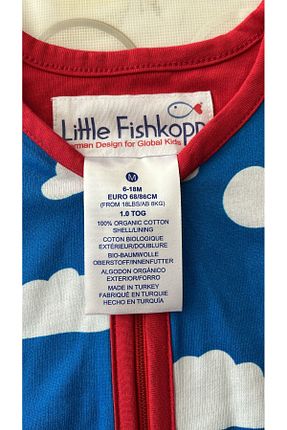 Little Fishkopp
German Design for Global Kids
M
6-18M
EURO 68/86CM
(FROM 18LBS/AB 8KG)
1.0 TOG
100% ORGANIC COTTON
SHELL/LINING
COTON BIOLOGIQUE
EXTÉRIEUR/DOUBLURE
BIO-BAUMWOLLE
OBERSTOFF/INNENFUTTER
ALGODON ORGÁNICO
EXTERIOR/FORRO
MADE IN TURKEY
FABRIQUÉ EN TURQUIE
HECHO EN TURQUÍA